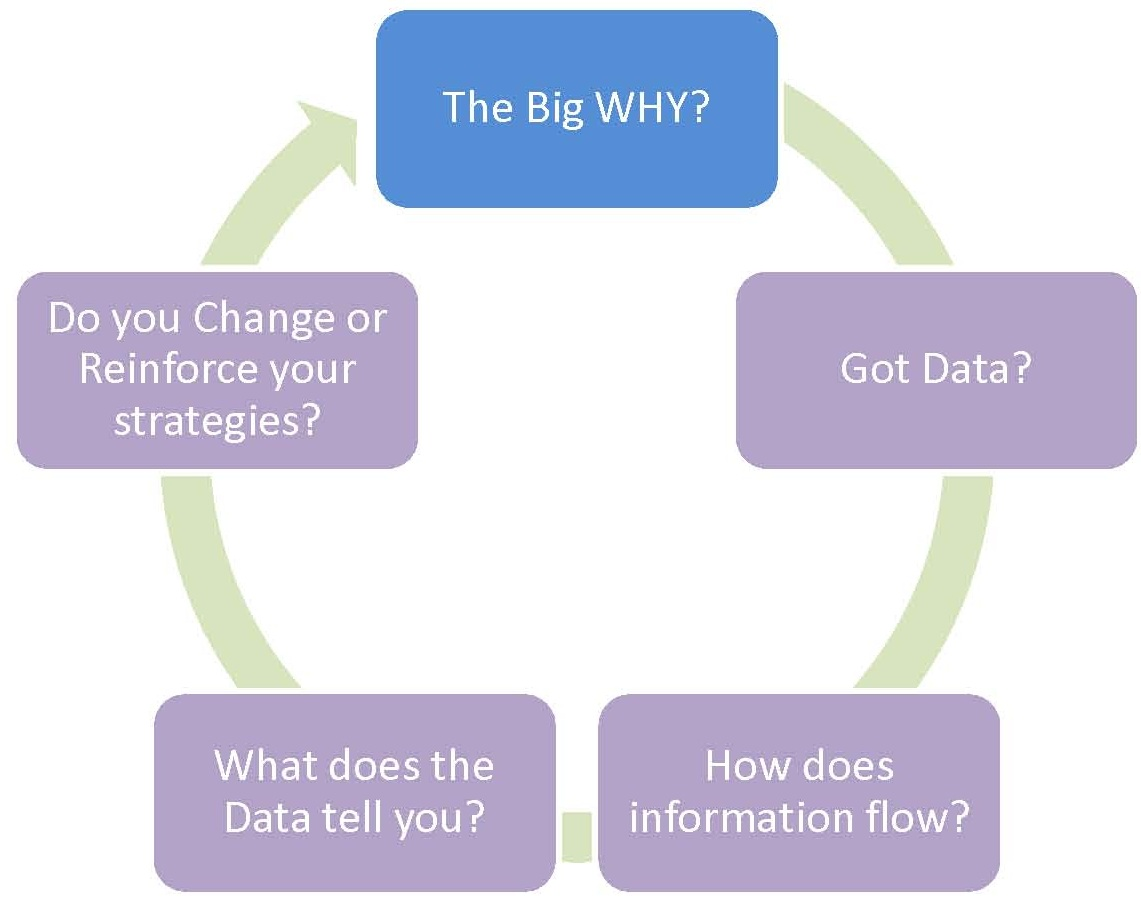 The Big WHY?
Got Data?
How does
information flow?
What does the
Data tell you?
Do you Change or
Reinforce your
strategies?